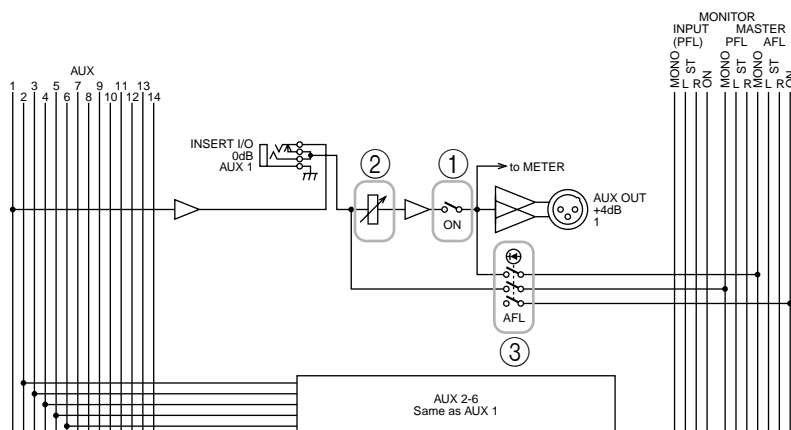 MONITOR
INPUT MASTER
(PFL) PFL AFL
MONO ST L R ON MONO ST L R MONO ST L R ON
AUX
1 3 5 7 9 11 13
2 4 6 8 10 12 14
INSERT I/O
0dB
AUX 1
2
1
to METER
ON
AUX OUT
+4dB
1
AFL
3
AUX 2-6
Same as AUX 1